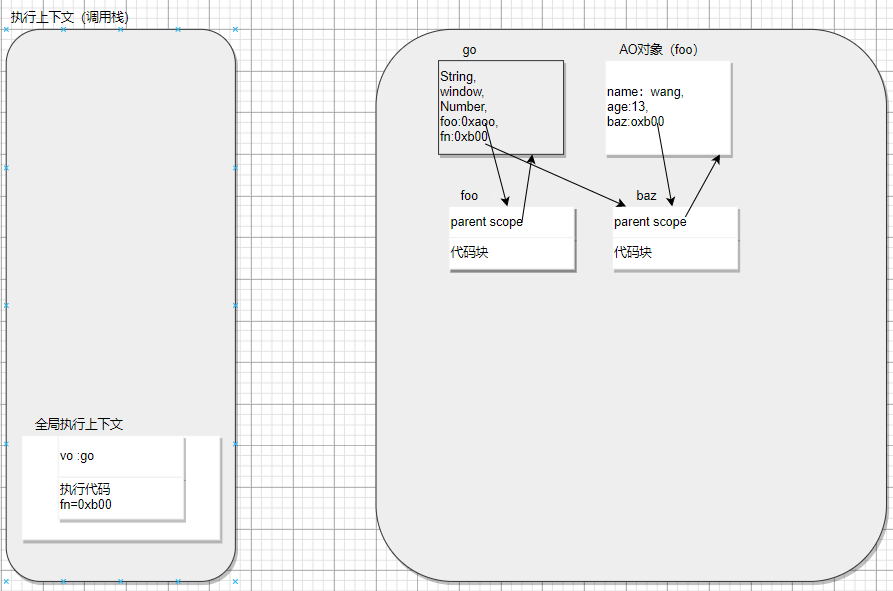 执行上下文（调用栈）
全局执行上下文
vo :go
执行代码
fn=0xb00
go
String,
window,
Number,
foo:0xaoo,
fn:0xb00
AO对象（foo）
name：wang,
age:13,
baz:oxb00
foo
parent scope
代码块
baz
parent scope
代码块